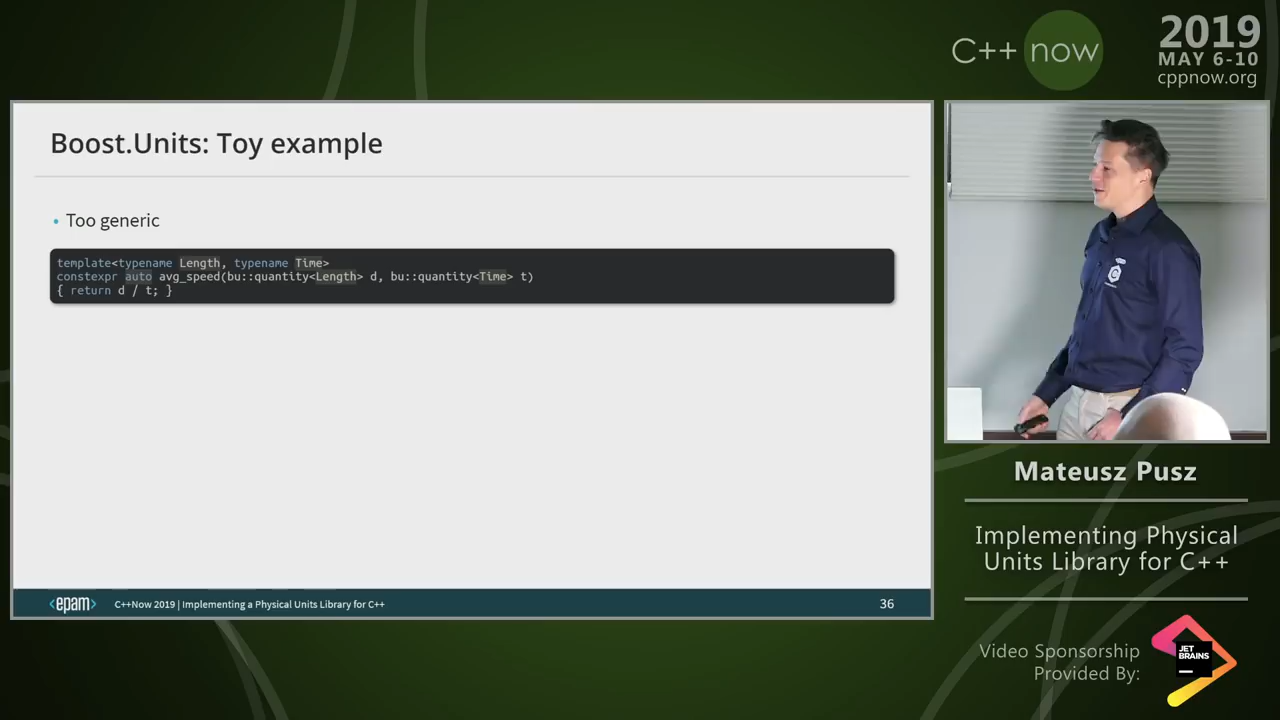 C++ now
2019
MAY 6-10
cppnow.org
Boost.Units: Toy example
• Too generic
template<typename Length, typename Time>
constexpr auto avg_speed(bu::quantity<Length> d, bu::quantity<Time> t)
{ return d / t; }
<epam>
C++Now 2019 | Implementing a Physical Units Library for C++
36
Mateusz Pusz
Implementing Physical
Units Library for C++
Video Sponsorship
Provided By:
JET
BRAINS